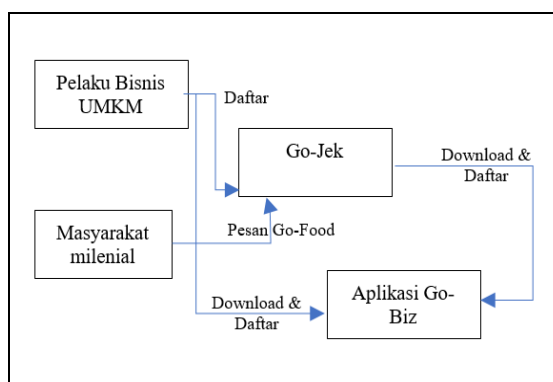 Pelaku Bisnis
UMKM
Daftar
Go-Jek
Download &
Daftar
Masyarakat
milenial
Pesan Go-Food
Download &
Daftar
Aplikasi Go-
Biz